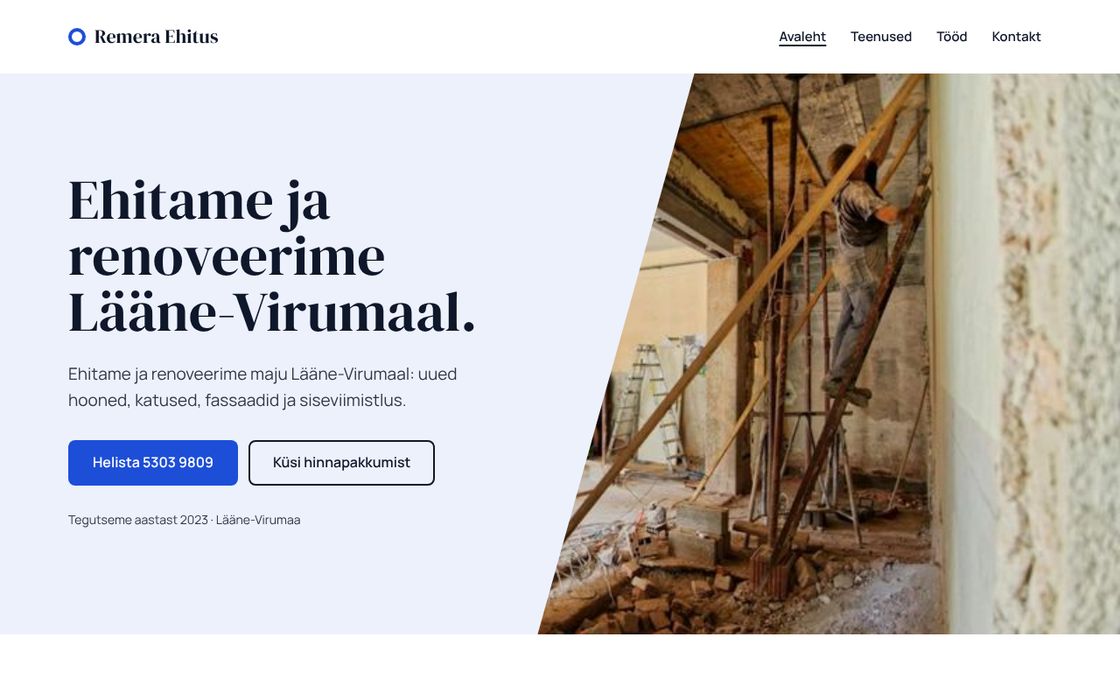 Remera Ehitus
Avaleht Teenused Tööd Kontakt
Ehitame ja
renoveerime
Lääne-Virumaal.
Ehitame ja renoveerime maju Lääne-Virumaal: uued
hooned, katused, fassaadid ja siseviimistlus.
Helista 5303 9809 Küsi hinnapakkumist
Tegutseme aastast 2023 · Lääne-Virumaa